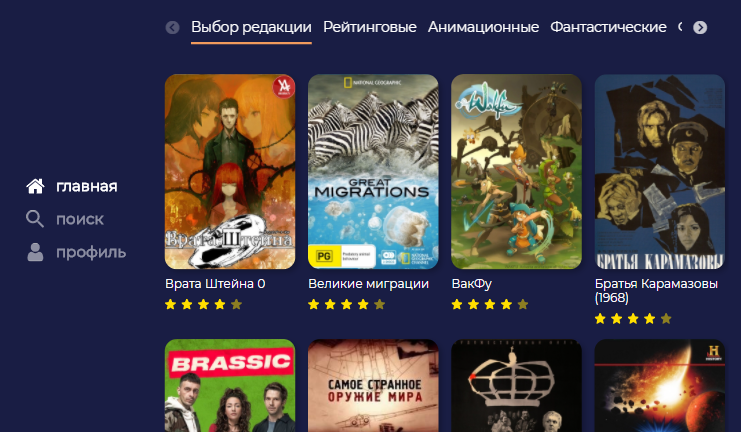 Выбор редакции Рейтинговые Анимационные Фантастические
главная
поиск
профиль
NATIONAL GEOGRAPHIC
Wakfu
GREAT
MIGRATIONS
PG
Врата Штейна
БРАТЬЯ КАРАМАЗОВЫ
Врата Штейна 0
Великие миграции
ВакФу
Братья Карамазовы
(1968)
BRASSIC
САМОЕ СТРАННОЕ
ОРУЖИЕ МИРА
H